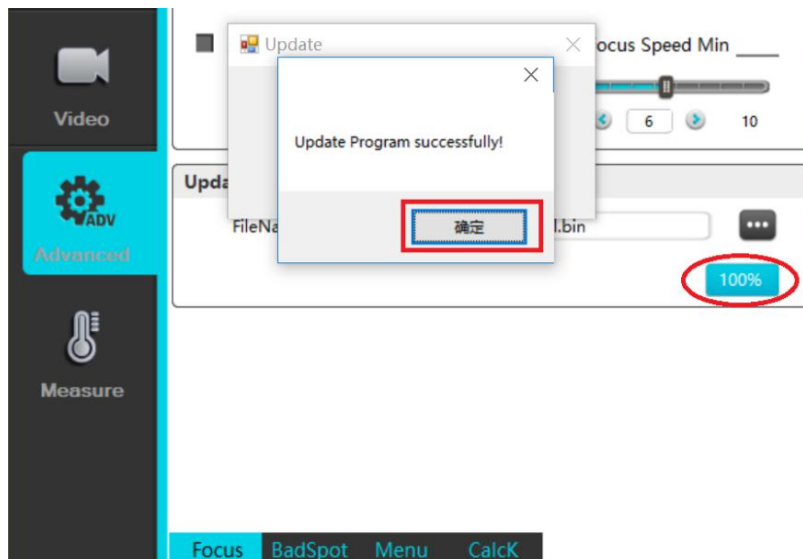 Video
ADV
Advanced
Measure
Update
ocus Speed Min
6
10
Update Program successfully!
确定
Upda
FileNa
l.bin
100%
Focus BadSpot Menu CalcK